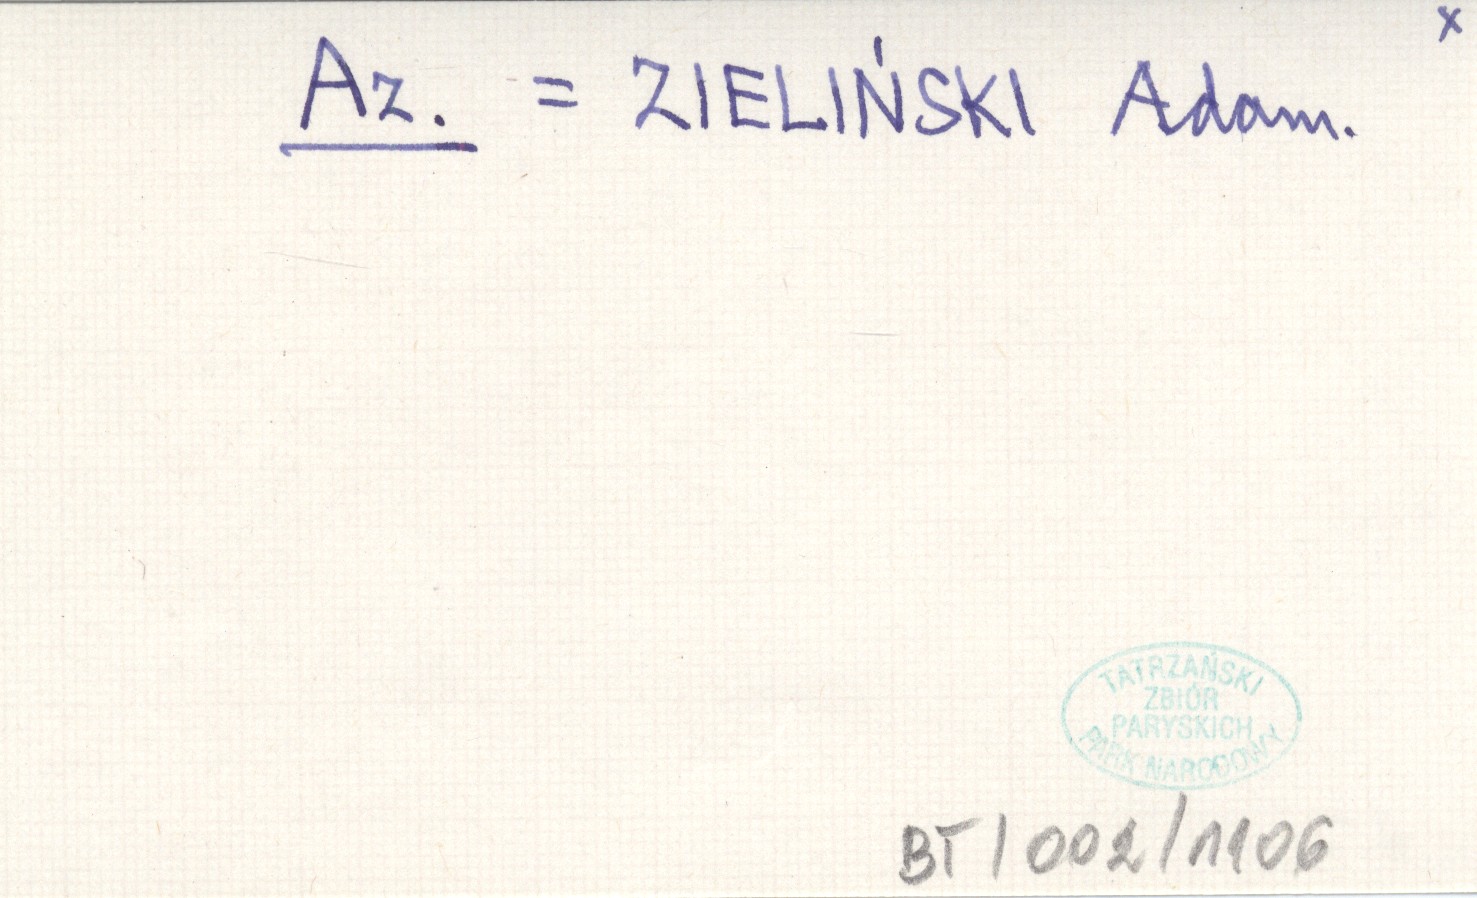 x
Az. = ZIELIŃSKI Adam.
TATRZAŃSKI
ZBIÓR
PARYSKICH
PARK NARODOWY
BT/002/1106